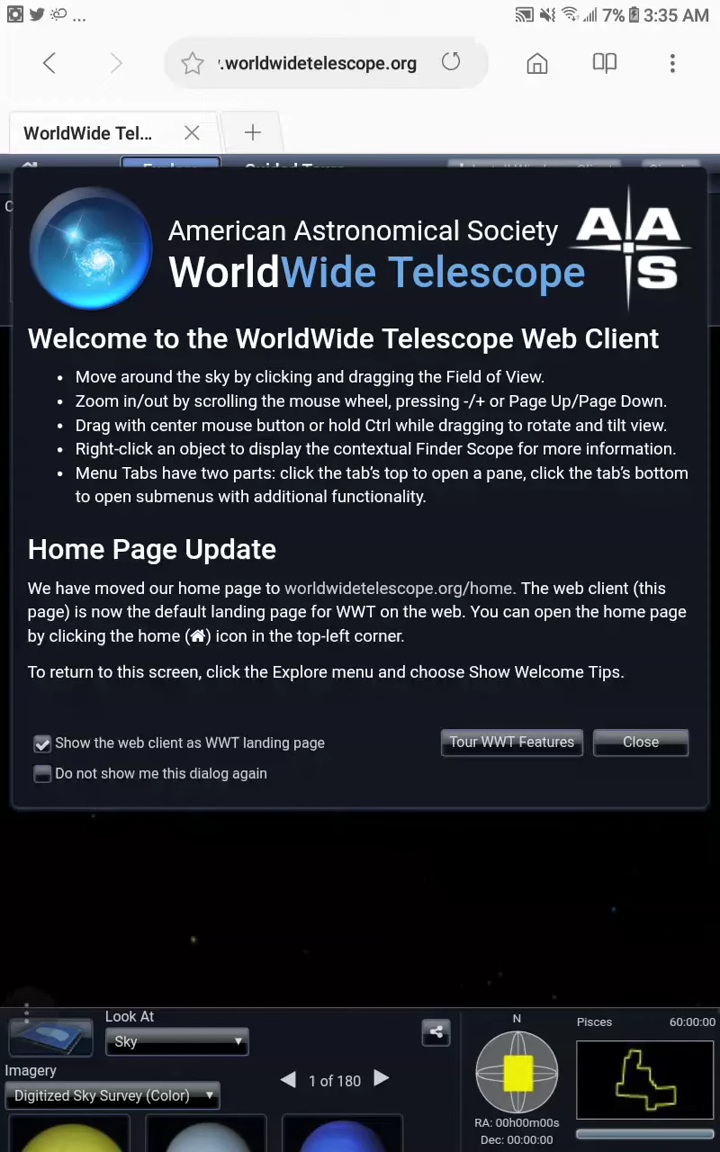 7% 3:35 AM
.worldwidetelescope.org
WorldWide Tel...
American Astronomical Society
WorldWide Telescope
AAS
Welcome to the WorldWide Telescope Web Client
• Move around the sky by clicking and dragging the Field of View.
• Zoom in/out by scrolling the mouse wheel, pressing -/+ or Page Up/Page Down.
• Drag with center mouse button or hold Ctrl while dragging to rotate and tilt view.
• Right-click an object to display the contextual Finder Scope for more information.
• Menu Tabs have two parts: click the tab's top to open a pane, click the tab's bottom
to open submenus with additional functionality.
Home Page Update
We have moved our home page to worldwidetelescope.org/home. The web client (this
page) is now the default landing page for WWT on the web. You can open the home page
by clicking the home () icon in the top-left corner.
To return to this screen, click the Explore menu and choose Show Welcome Tips.
Show the web client as WWT landing page
Tour WWT Features
Close
Do not show me this dialog again
Look At
Sky
Imagery
Digitized Sky Survey (Color)
1 of 180
N
RA: 00h00m00s
Dec: 00:00:00
Pisces 60:00:00